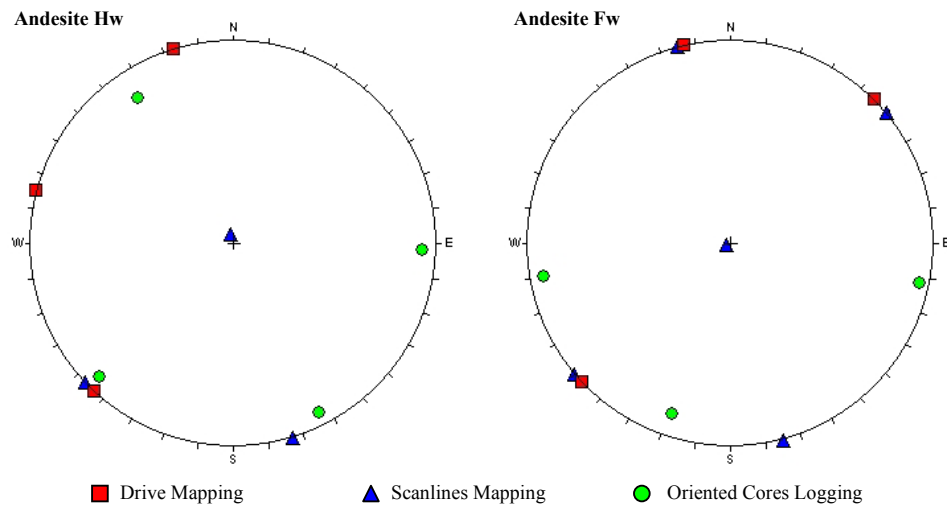 Andesite Hw
Andesite Fw
N
N
W
E
W
E
S
S
Drive Mapping
Scanlines Mapping
Oriented Cores Logging